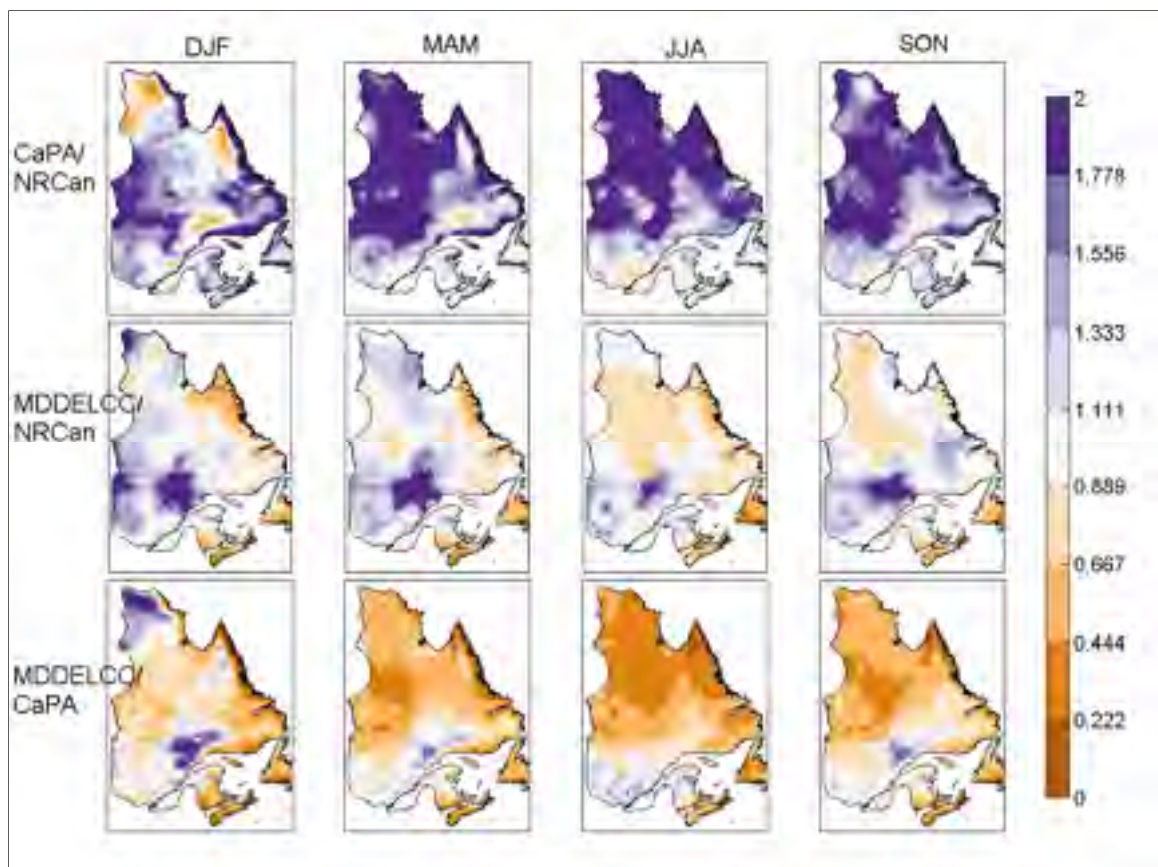 DJF MAM JJA SON
CaPA/
NRCan
MDDELCC/
NRCan
MDDELCC/
CaPA
2
1.778
1.556
1.333
1.111
0.889
0.667
0.444
0.222
0